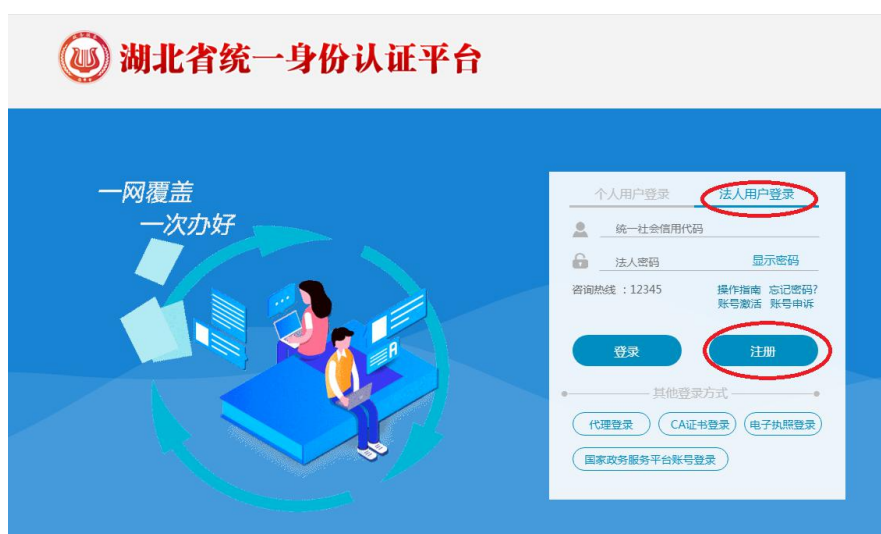 湖北省统一身份认证平台
一网覆盖
一次办好
个人用户登录 法人用户登录
统一社会信用代码
法人密码 显示密码
咨询热线 ：12345 操作指南 忘记密码?
账号激活 账号申诉
登录 注册
其他登录方式
代理登录 CA证书登录 电子执照登录
国家政务服务平台账号登录
A